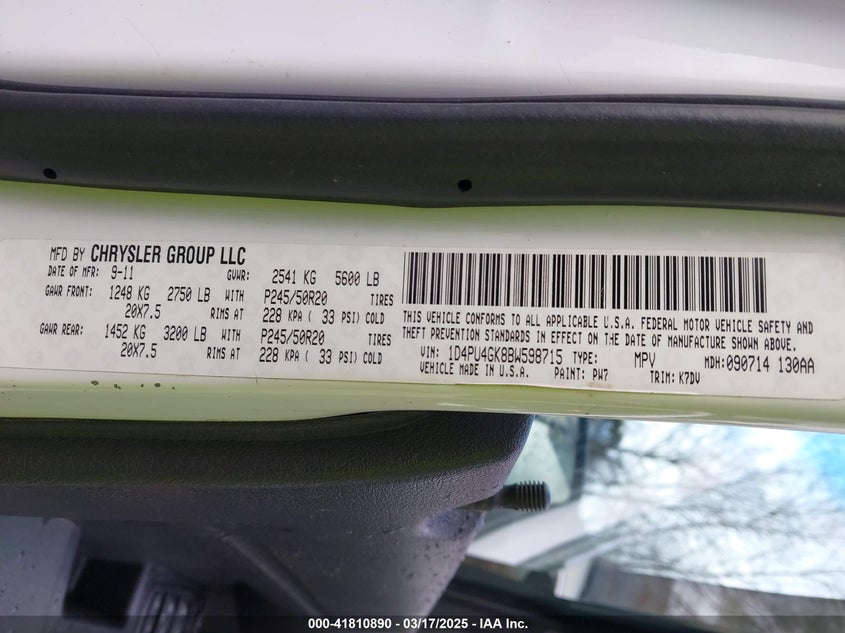 MFD BY CHRYSLER GROUP LLC
DATE OF MFR: 9-11 GVWR: 2541 KG 5600 LB
GAWR FRONT: 1248 KG 2750 LB WITH P245/50R20 TIRES
20X7.5 RIMS AT 228 KPA ( 33 PSI) COLD
GAWR REAR: 1452 KG 3200 LB WITH P245/50R20 TIRES
20X7.5 RIMS AT 228 KPA ( 33 PSI) COLD
THIS VEHICLE CONFORMS TO ALL APPLICABLE U.S.A. FEDERAL MOTOR VEHICLE SAFETY AND
THEFT PREVENTION STANDARDS IN EFFECT ON THE DATE OF MANUFACTURE SHOWN ABOVE.
VIN: 1D4PU4GK8BW598715 TYPE: MPV MDH: 090714 130AA
VEHICLE MADE IN U.S.A. PAINT: PW7 TRIM: K7DV
000-41810890 - 03/17/2025 - IAA, Inc.